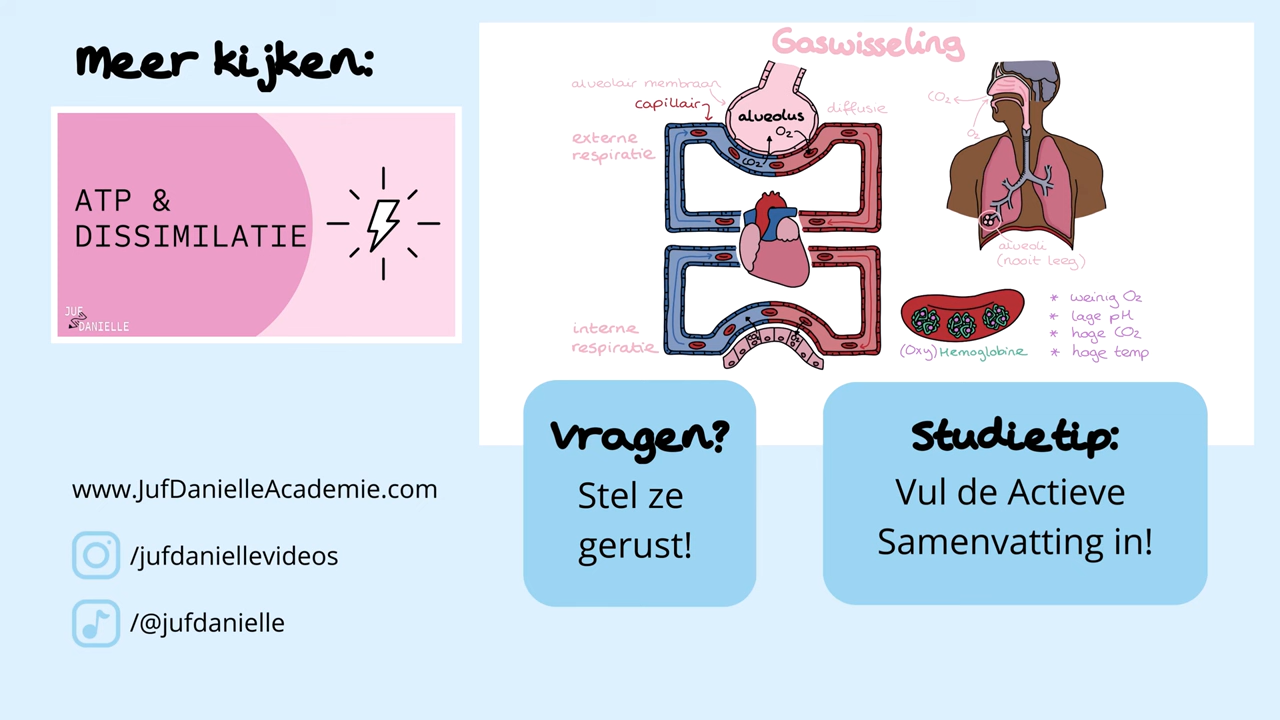 Meer kijken:
ATP &
DISSIMILATIE
JUF
DANIELLE
www.JufDanielleAcademie.com
/jufdaniellevideos
/@jufdanielle
Gaswisseling
alveolair membraan
capillair
alveolus
diffusie
O₂
CO₂
externe
respiratie
interne
respiratie
CO₂
O₂
alveoli
(nooit leeg)
(Oxy)Hemoglobine
* weinig O₂
* lage pH
* hoge CO₂
* hoge temp
Vragen?
Stel ze
gerust!
Studietip:
Vul de Actieve
Samenvatting in!